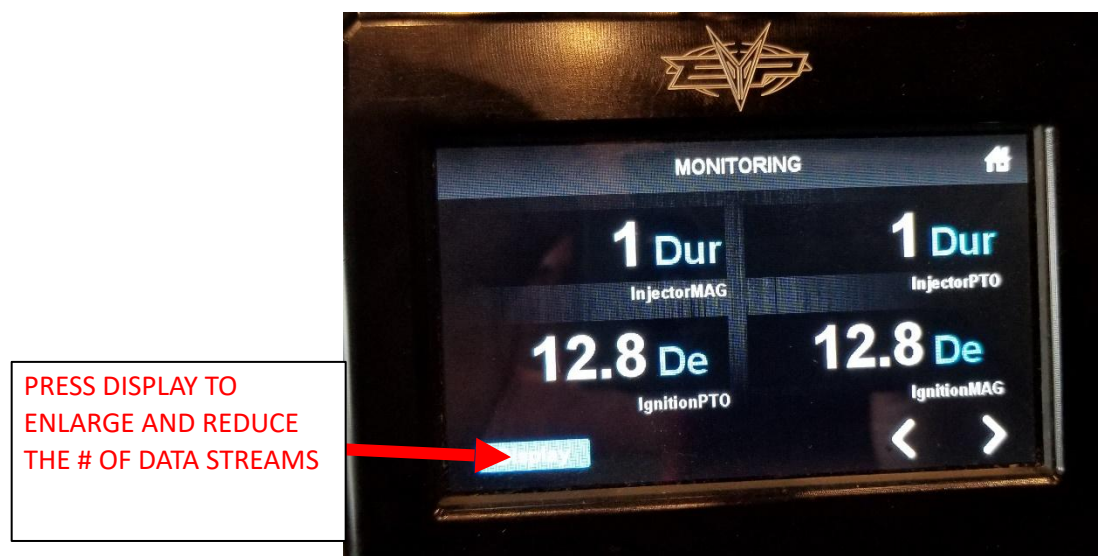 EVP
MONITORING
1 Dur
InjectorMAG
1 Dur
InjectorPTO
12.8 De
IgnitionPTO
12.8 De
IgnitionMAG
Display
PRESS DISPLAY TO
ENLARGE AND REDUCE
THE # OF DATA STREAMS